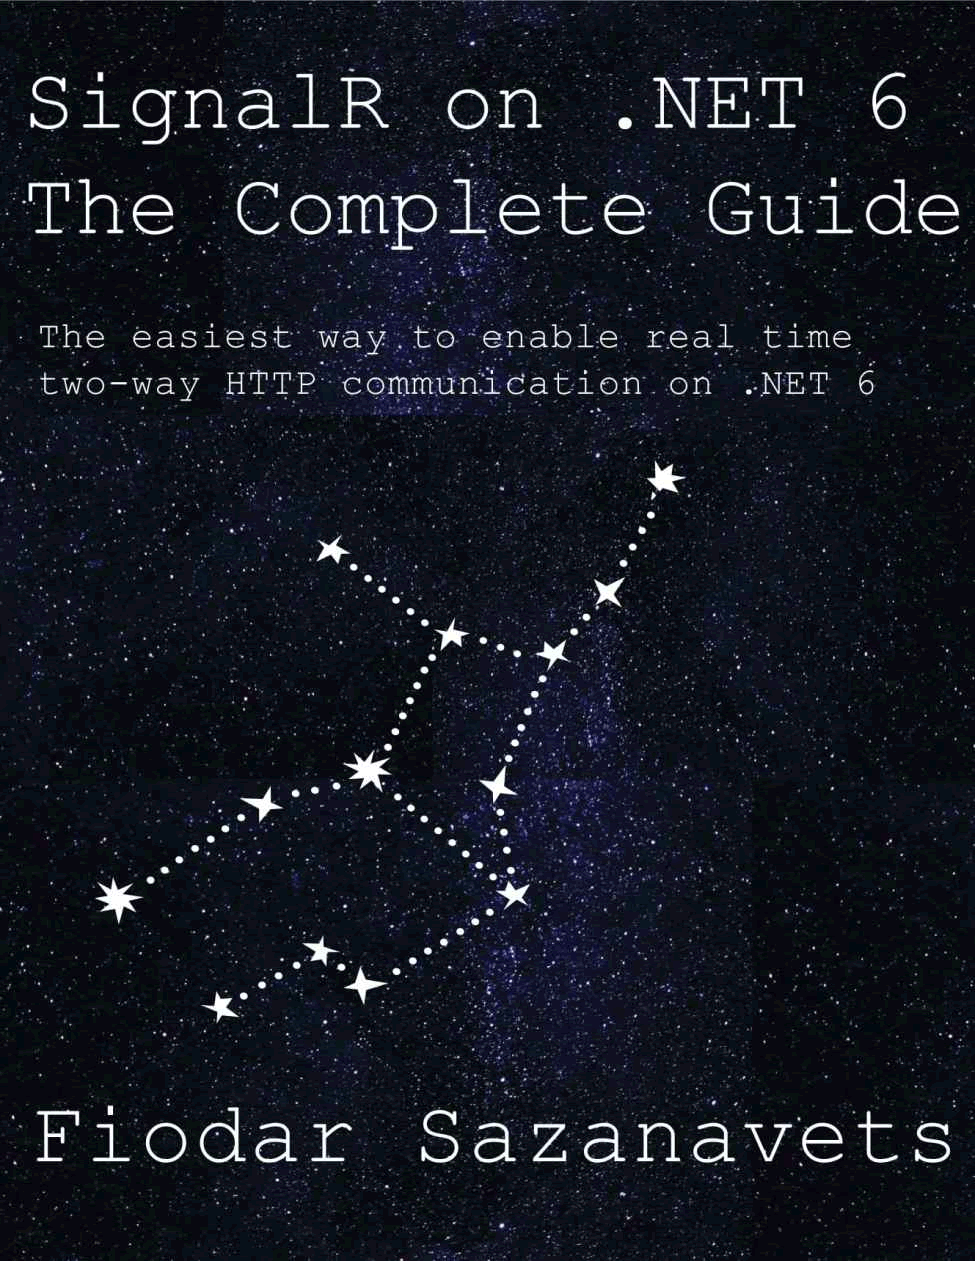 SignalR on .NET 6
The Complete Guide
The easiest way to enable real time
two-way HTTP communication on .NET 6
Fiodar Sazanavets